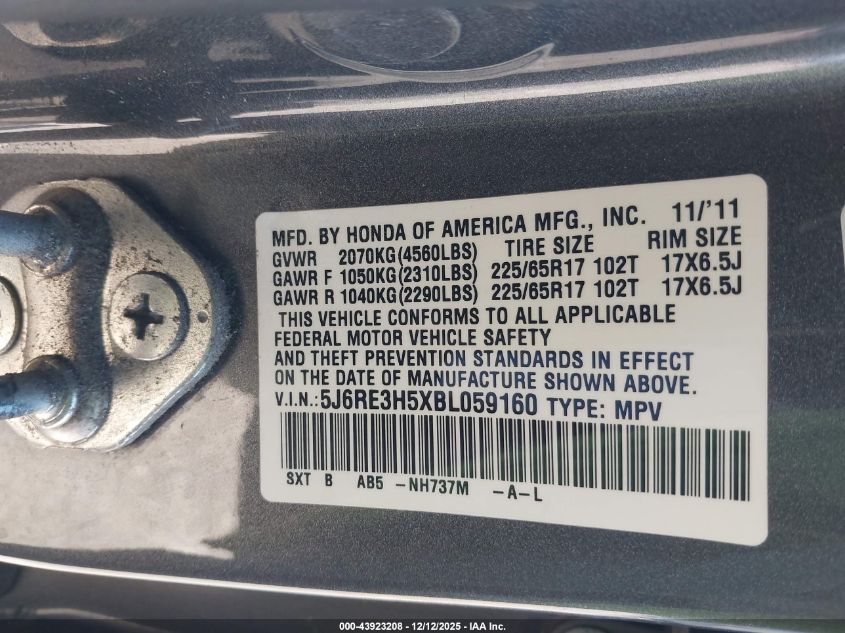 MFD. BY HONDA OF AMERICA MFG., INC. 11/'11
GVWR 2070KG(4560LBS) TIRE SIZE RIM SIZE
GAWR F 1050KG(2310LBS) 225/65R17 102T 17X6.5J
GAWR R 1040KG(2290LBS) 225/65R17 102T 17X6.5J
THIS VEHICLE CONFORMS TO ALL APPLICABLE
FEDERAL MOTOR VEHICLE SAFETY
AND THEFT PREVENTION STANDARDS IN EFFECT
ON THE DATE OF MANUFACTURE SHOWN ABOVE.
V.I.N.:5J6RE3H5XBL059160 TYPE: MPV
SXT B AB5 -NH737M -A-L
000-43923208 - 12/12/2025 - IAA Inc.